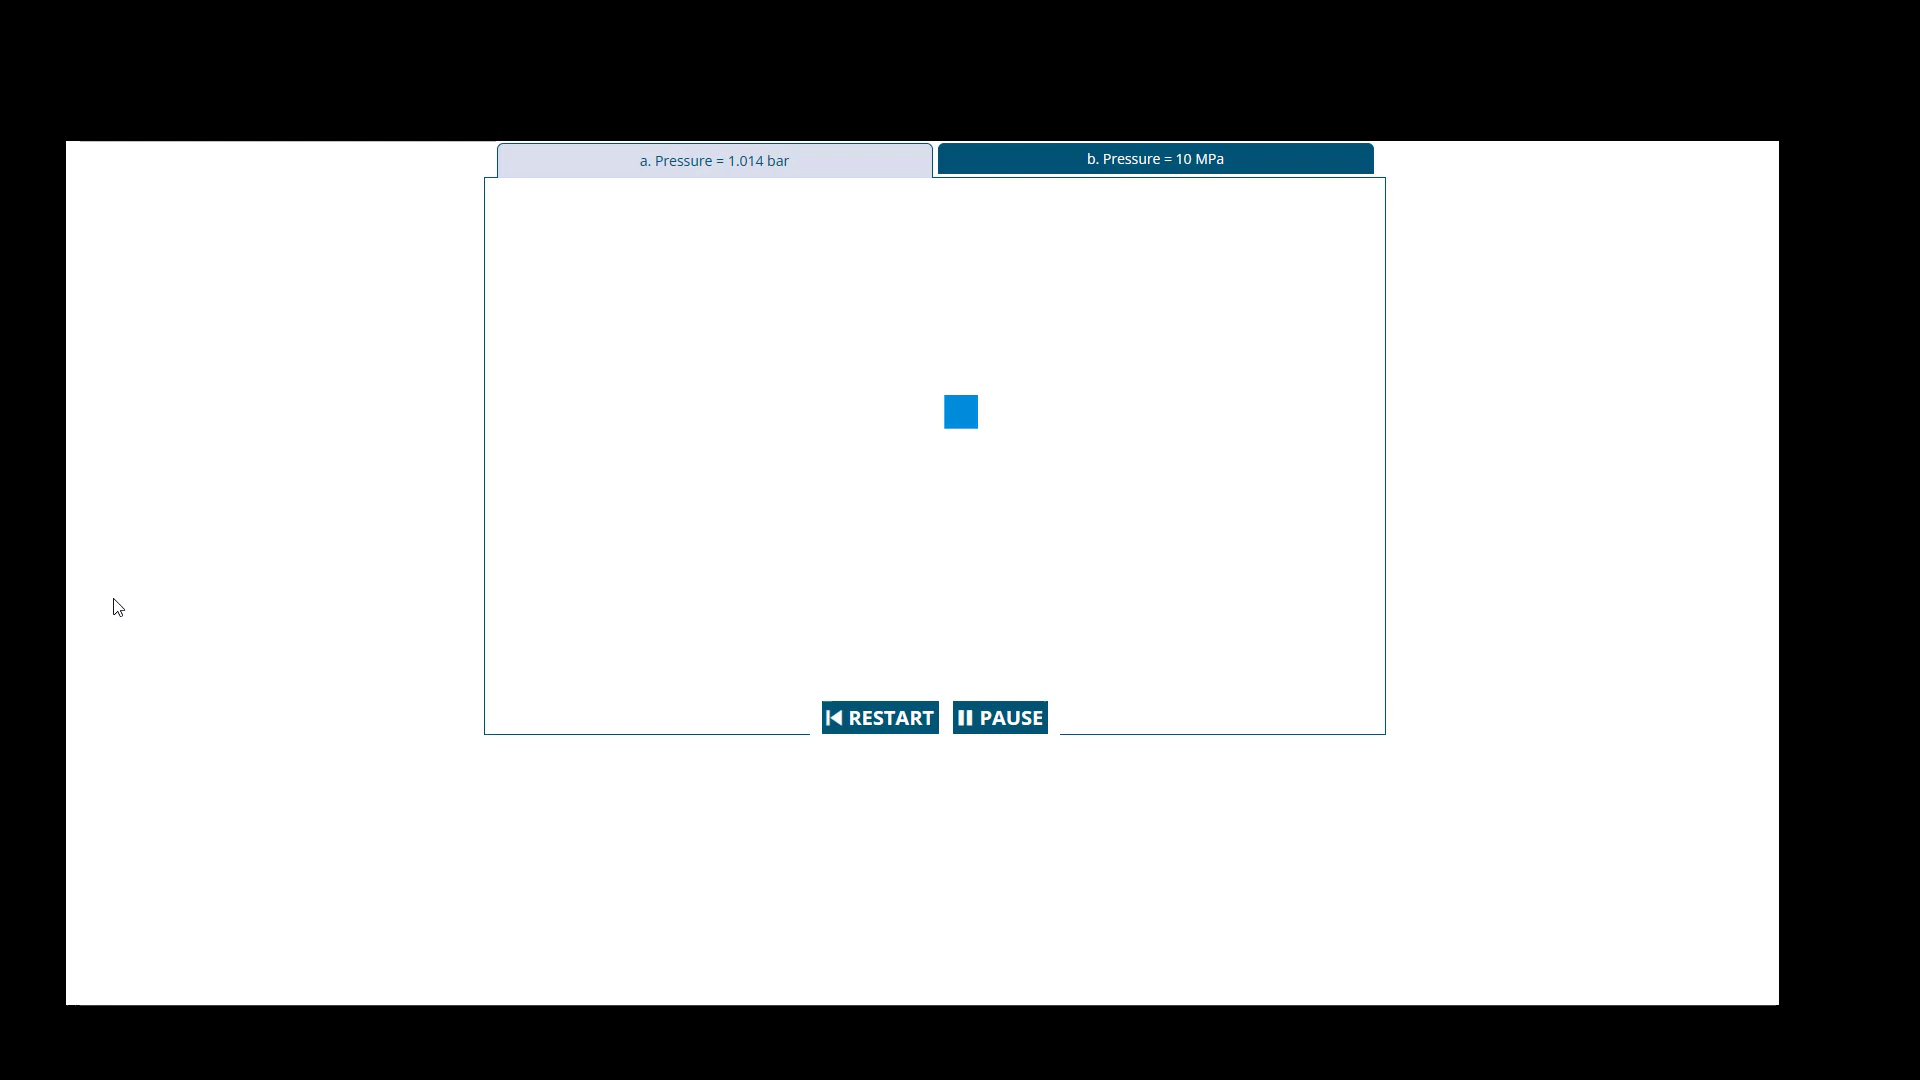 a. Pressure = 1.014 bar
b. Pressure = 10 MPa
RESTART
PAUSE